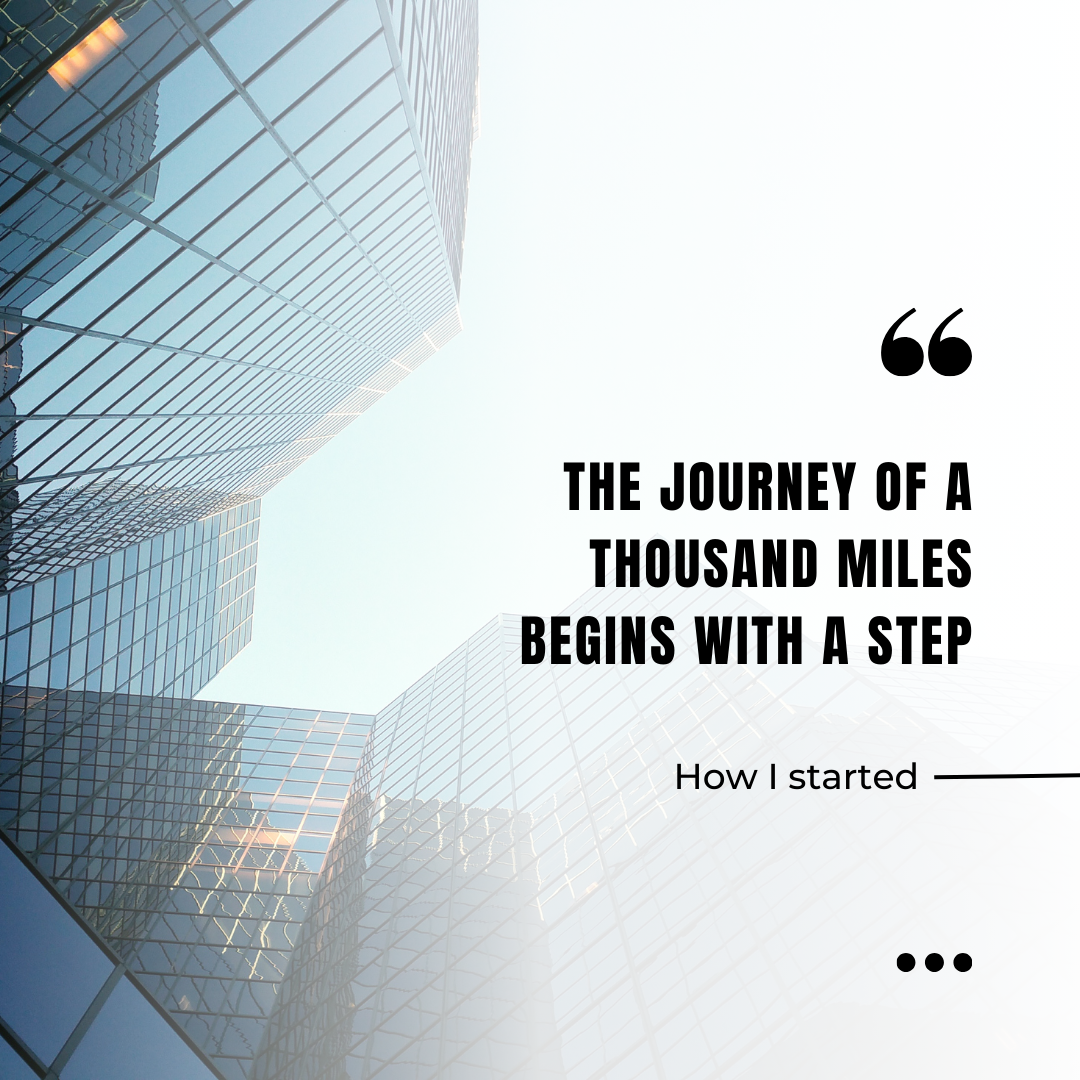 “
THE JOURNEY OF A
THOUSAND MILES
BEGINS WITH A STEP
How I started
...